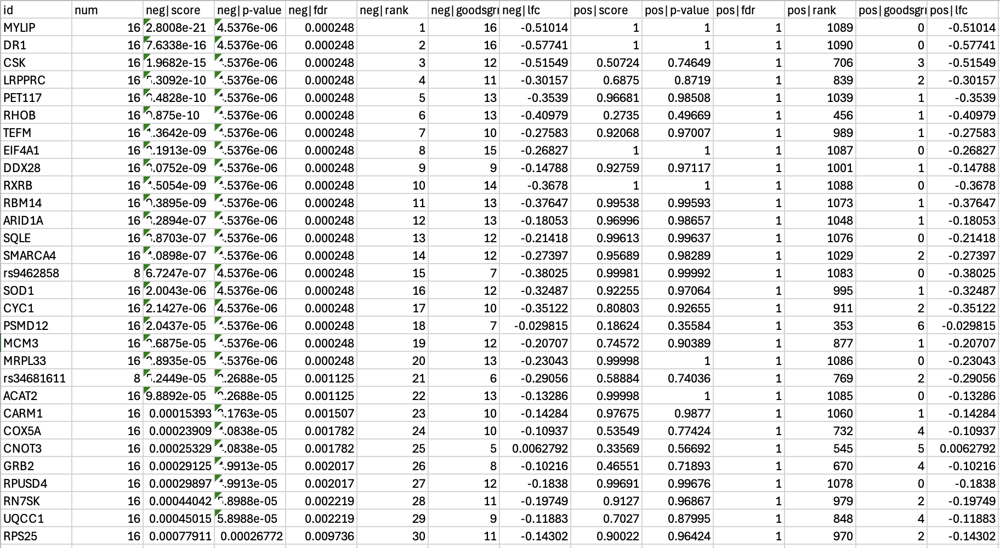 id num neg|score neg|p-value neg|fdr neg|rank neg|goodsgrn neg|lfc pos|score pos|p-value pos|fdr pos|rank pos|goodsgrn pos|lfc
MYLIP 16 2.8008e-21 4.5376e-06 0.000248 1 16 -0.51014 1 1 1 1089 0 -0.51014
DR1 16 7.6338e-16 4.5376e-06 0.000248 2 16 -0.57741 1 1 1 1090 0 -0.57741
CSK 16 1.9682e-15 4.5376e-06 0.000248 3 12 -0.51549 0.50724 0.74649 1 706 3 -0.51549
LRPPRC 16 5.3092e-10 4.5376e-06 0.000248 4 11 -0.30157 0.6875 0.8719 1 839 2 -0.30157
PET117 16 6.4828e-10 4.5376e-06 0.000248 5 13 -0.3539 0.96681 0.98508 1 1039 1 -0.3539
RHOB 16 9.875e-10 4.5376e-06 0.000248 6 13 -0.40979 0.2735 0.49669 1 456 1 -0.40979
TEFM 16 1.3642e-09 4.5376e-06 0.000248 7 10 -0.27583 0.92068 0.97007 1 989 1 -0.27583
EIF4A1 16 2.1913e-09 4.5376e-06 0.000248 8 15 -0.26827 1 1 1 1087 0 -0.26827
DDX28 16 3.0752e-09 4.5376e-06 0.000248 9 9 -0.14788 0.92759 0.97117 1 1001 1 -0.14788
RXRB 16 4.5054e-09 4.5376e-06 0.000248 10 14 -0.3678 1 1 1 1088 0 -0.3678
RBM14 16 9.3895e-09 4.5376e-06 0.000248 11 13 -0.37647 0.99538 0.99593 1 1073 1 -0.37647
ARID1A 16 3.2894e-07 4.5376e-06 0.000248 12 13 -0.18053 0.96996 0.98657 1 1048 1 -0.18053
SQLE 16 3.8703e-07 4.5376e-06 0.000248 13 12 -0.21418 0.99613 0.99637 1 1076 0 -0.21418
SMARCA4 16 4.0898e-07 4.5376e-06 0.000248 14 12 -0.27397 0.95689 0.98289 1 1029 2 -0.27397
rs9462858 8 6.7247e-07 4.5376e-06 0.000248 15 7 -0.38025 0.99981 0.99992 1 1083 0 -0.38025
SOD1 16 2.0043e-06 4.5376e-06 0.000248 16 12 -0.32487 0.92255 0.97064 1 995 1 -0.32487
CYC1 16 2.1427e-06 4.5376e-06 0.000248 17 10 -0.35122 0.80803 0.92655 1 911 2 -0.35122
PSMD12 16 2.0437e-05 4.5376e-06 0.000248 18 7 -0.029815 0.18624 0.35584 1 353 6 -0.029815
MCM3 16 2.6875e-05 4.5376e-06 0.000248 19 12 -0.20707 0.74572 0.90389 1 877 1 -0.20707
MRPL33 16 2.8935e-05 4.5376e-06 0.000248 20 13 -0.23043 0.99998 1 1 1086 0 -0.23043
rs34681611 8 5.2449e-05 2.2688e-05 0.001125 21 6 -0.29056 0.58884 0.74036 1 769 2 -0.29056
ACAT2 16 9.8892e-05 2.2688e-05 0.001125 22 13 -0.13286 0.99998 1 1 1085 0 -0.13286
CARM1 16 0.00015393 3.1763e-05 0.001507 23 10 -0.14284 0.97675 0.9877 1 1060 1 -0.14284
COX5A 16 0.00023909 4.0838e-05 0.001782 24 10 -0.10937 0.53549 0.77424 1 732 4 -0.10937
CNOT3 16 0.00025329 4.0838e-05 0.001782 25 5 0.0062792 0.33569 0.56692 1 545 5 0.0062792
GRB2 16 0.00029125 4.9913e-05 0.002017 26 8 -0.10216 0.46551 0.71893 1 670 4 -0.10216
RPUSD4 16 0.00029897 4.9913e-05 0.002017 27 12 -0.1838 0.99691 0.99676 1 1078 0 -0.1838
RN7SK 16 0.00044042 5.8988e-05 0.002219 28 11 -0.19749 0.9127 0.96867 1 979 2 -0.19749
UQCC1 16 0.00045015 5.8988e-05 0.002219 29 9 -0.11883 0.7027 0.87995 1 848 4 -0.11883
RPS25 16 0.00077911 0.00026772 0.009736 30 11 -0.14302 0.90022 0.96424 1 970 2 -0.14302